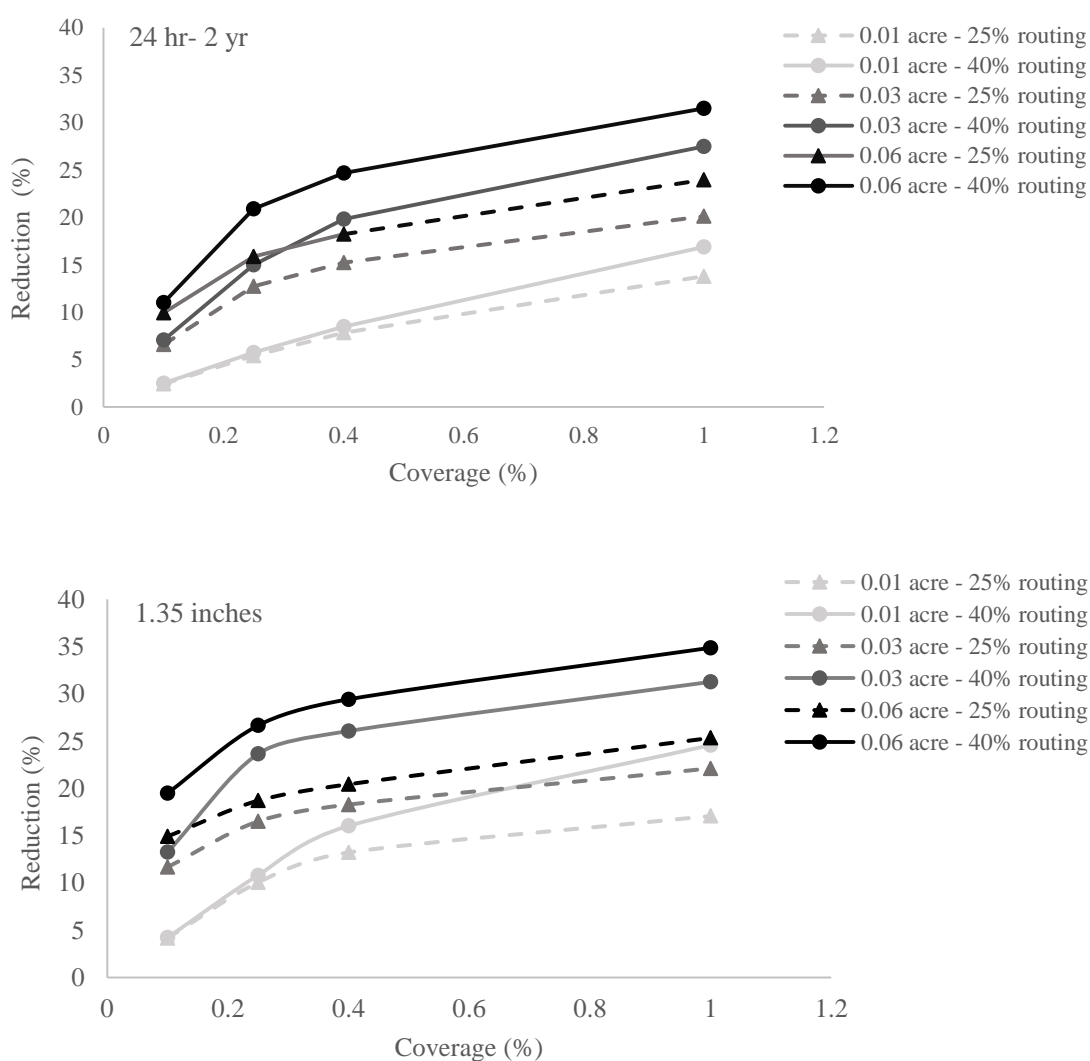 24 hr- 2 yr
40
35
30
25
20
15
10
5
0
Reduction (%)
0 0.2 0.4 0.6 0.8 1 1.2
Coverage (%)
0.01 acre - 25% routing
0.01 acre - 40% routing
0.03 acre - 25% routing
0.03 acre - 40% routing
0.06 acre - 25% routing
0.06 acre - 40% routing
1.35 inches
40
35
30
25
20
15
10
5
0
Reduction (%)
0 0.2 0.4 0.6 0.8 1 1.2
Coverage (%)
0.01 acre - 25% routing
0.01 acre - 40% routing
0.03 acre - 25% routing
0.03 acre - 40% routing
0.06 acre - 25% routing
0.06 acre - 40% routing